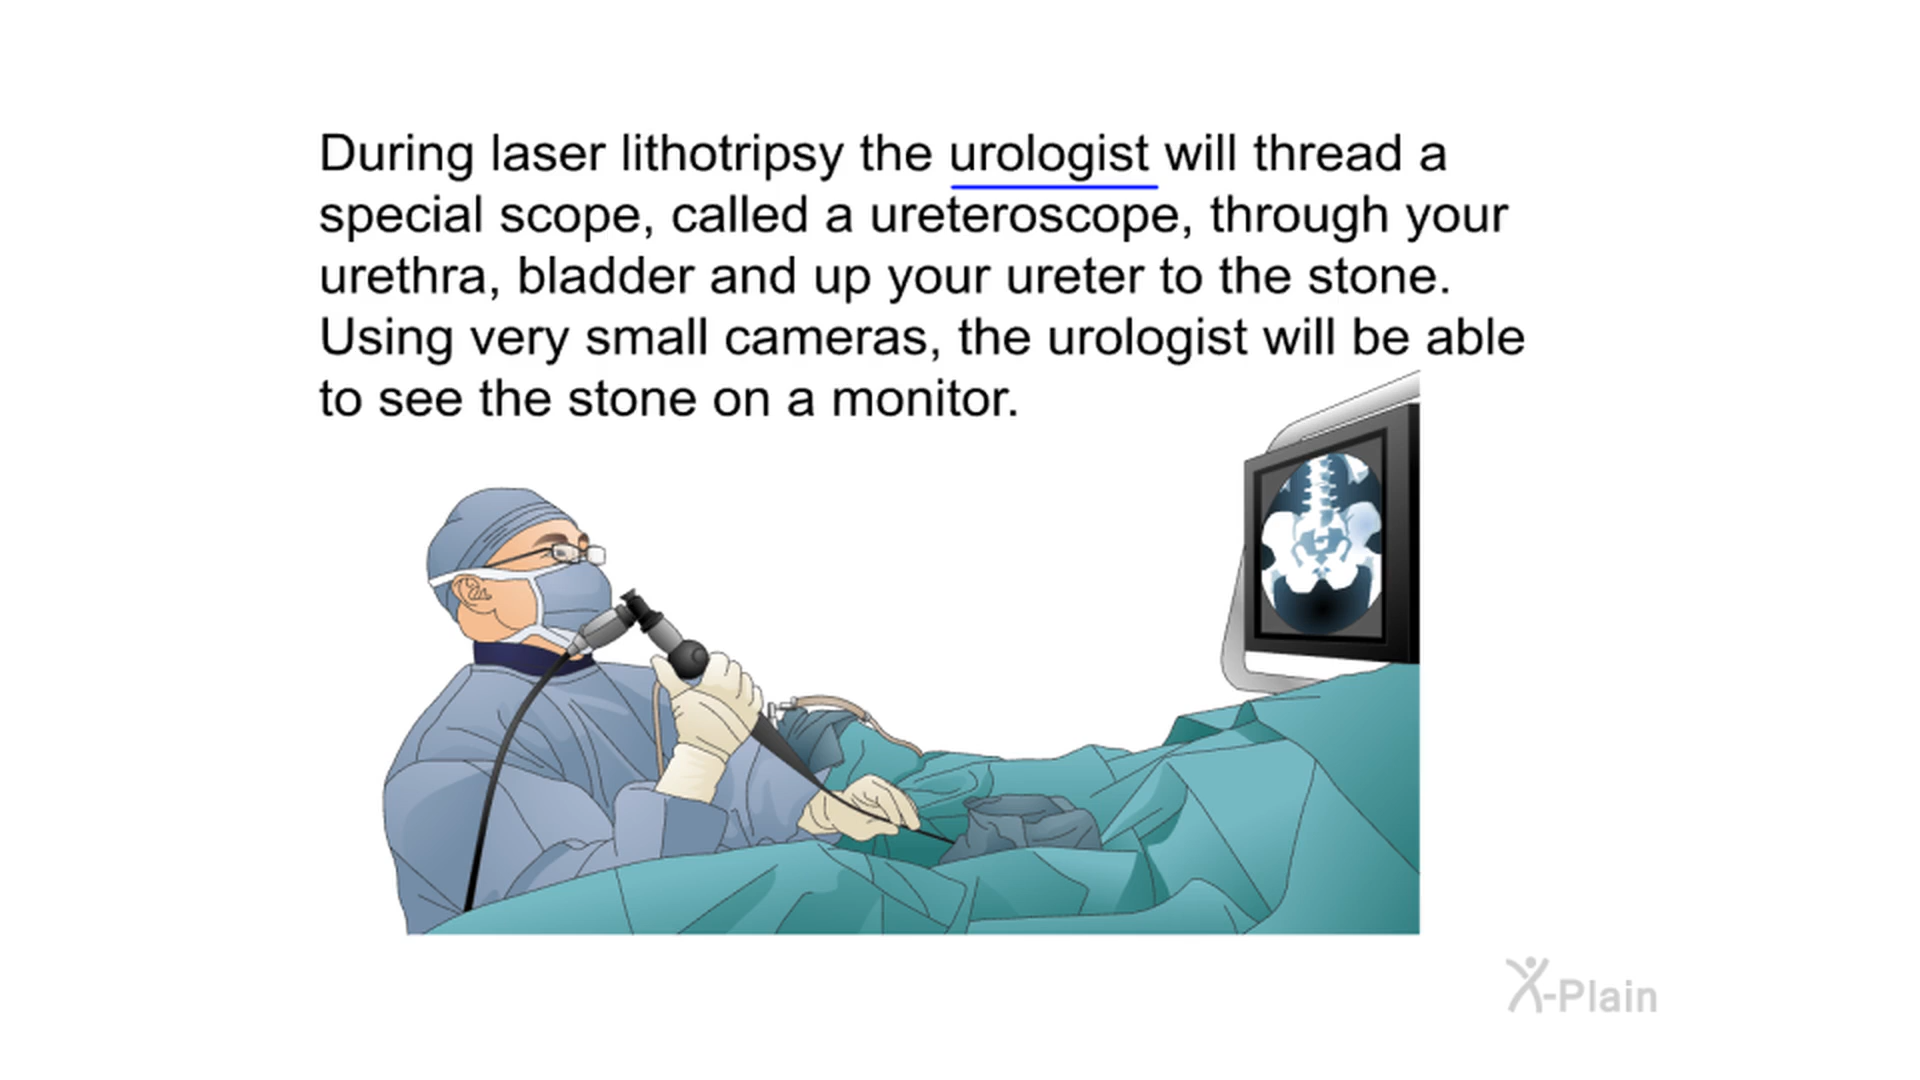 During laser lithotripsy the urologist will thread a
special scope, called a ureteroscope, through your
urethra, bladder and up your ureter to the stone.
Using very small cameras, the urologist will be able
to see the stone on a monitor.
X-Plain